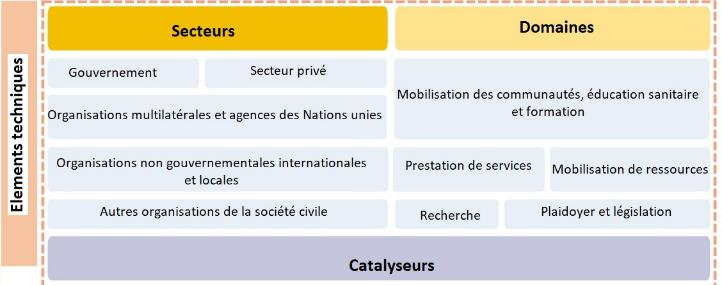 Elements techniques
Secteurs
Gouvernement
Secteur privé
Organisations multilatérales et agences des Nations unies
Organisations non gouvernementales internationales
et locales
Autres organisations de la société civile
Domaines
Mobilisation des communautés, éducation sanitaire
et formation
Prestation de services
Mobilisation de ressources
Recherche
Plaidoyer et législation
Catalyseurs